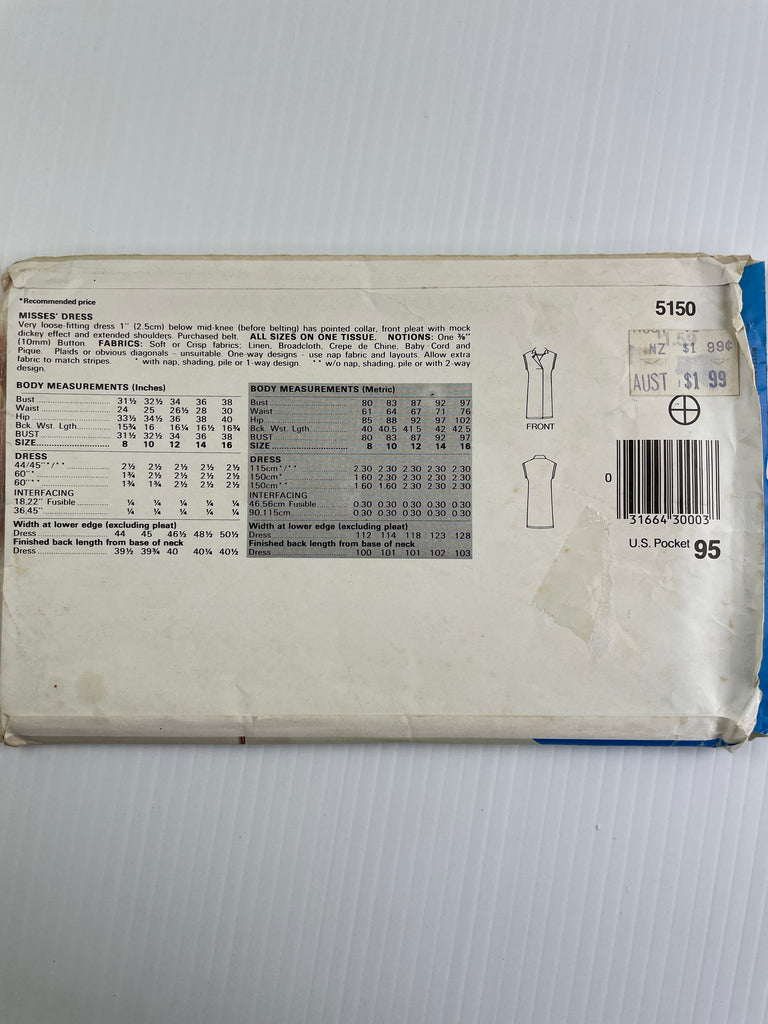 *Recommended price
MISSES' DRESS
Very loose-fitting dress 1" (2.5cm) below mid-knee (before belting) has pointed collar, front pleat with mock
dickey effect and extended shoulders. Purchased belt. ALL SIZES ON ONE TISSUE. NOTIONS: One ⅜"
(10mm) Button. FABRICS: Soft or Crisp fabrics; Linen, Broadcloth, Crepe de Chine, Baby Cord and
Pique. Plaids or obvious diagonals - unsuitable. One-way designs - use nap fabric and layouts. Allow extra
fabric to match stripes. * with nap, shading, pile or 1-way design. ** w/o nap, shading, pile or with 2-way
design.
BODY MEASUREMENTS (Inches)
Bust 31½ 32½ 34 36 38
Waist 24 25 26½ 28 30
Hip 33½ 34½ 36 38 40
Bck. Wst. Lgth. 15¾ 16 16¼ 16½ 16¾
BUST 31½ 32½ 34 36 38
SIZE 8 10 12 14 16
DRESS
44/45"*/** 2½ 2½ 2½ 2½ 2½
60"* 1¾ 2½ 2½ 2½ 2½
60"** 1¾ 1¾ 2½ 2½ 2½
INTERFACING
18,22" Fusible ¼ ¼ ¼ ¼ ¼
36,45" ¼ ¼ ¼ ¼ ¼
Width at lower edge (excluding pleat)
Dress 44 45 46½ 48½ 50½
Finished back length from base of neck
Dress 39½ 39¾ 40 40¼ 40½
BODY MEASUREMENTS (Metric)
Bust 80 83 87 92 97
Waist 61 64 67 71 76
Hip 85 88 92 97 102
Bck. Wst. Lgth 40 40.5 41.5 42 42.5
BUST 80 83 87 92 97
SIZE 8 10 12 14 16
DRESS
115cm*/** 2.30 2.30 2.30 2.30 2.30
150cm* 1.60 2.30 2.30 2.30 2.30
150cm** 1.60 1.60 2.30 2.30 2.30
INTERFACING
46,56cm Fusible 0.30 0.30 0.30 0.30 0.30
90,115cm 0.30 0.30 0.30 0.30 0.30
Width at lower edge (excluding pleat)
Dress 112 114 118 123 128
Finished back length from base of neck
Dress 100 101 101 102 103
FRONT
5150
NZ $1 99¢
AUST $1 99
0
31664 30003
U.S. Pocket 95